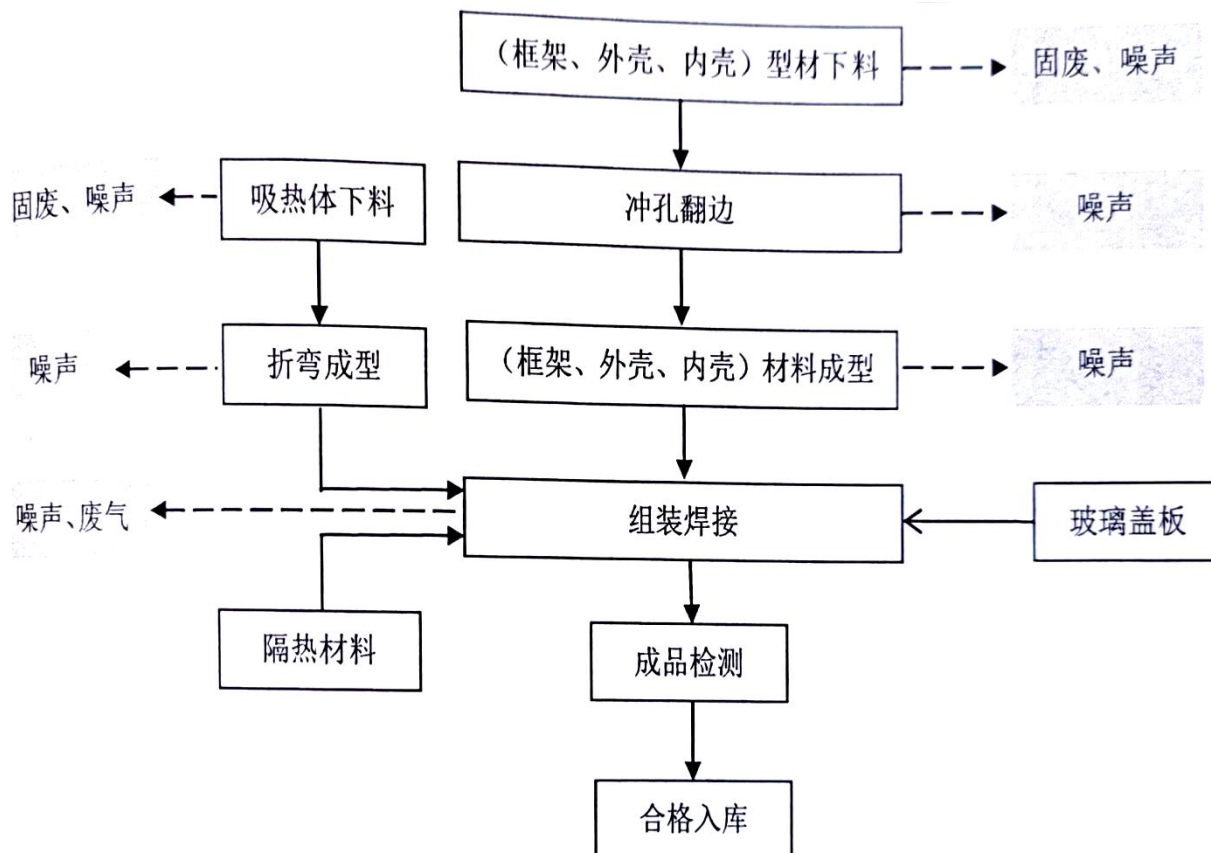 （框架、外壳、内壳）型材下料
固废、噪声
固废、噪声
吸热体下料
冲孔翻边
噪声
噪声
折弯成型
（框架、外壳、内壳）材料成型
噪声
噪声、废气
组装焊接
玻璃盖板
隔热材料
成品检测
合格入库